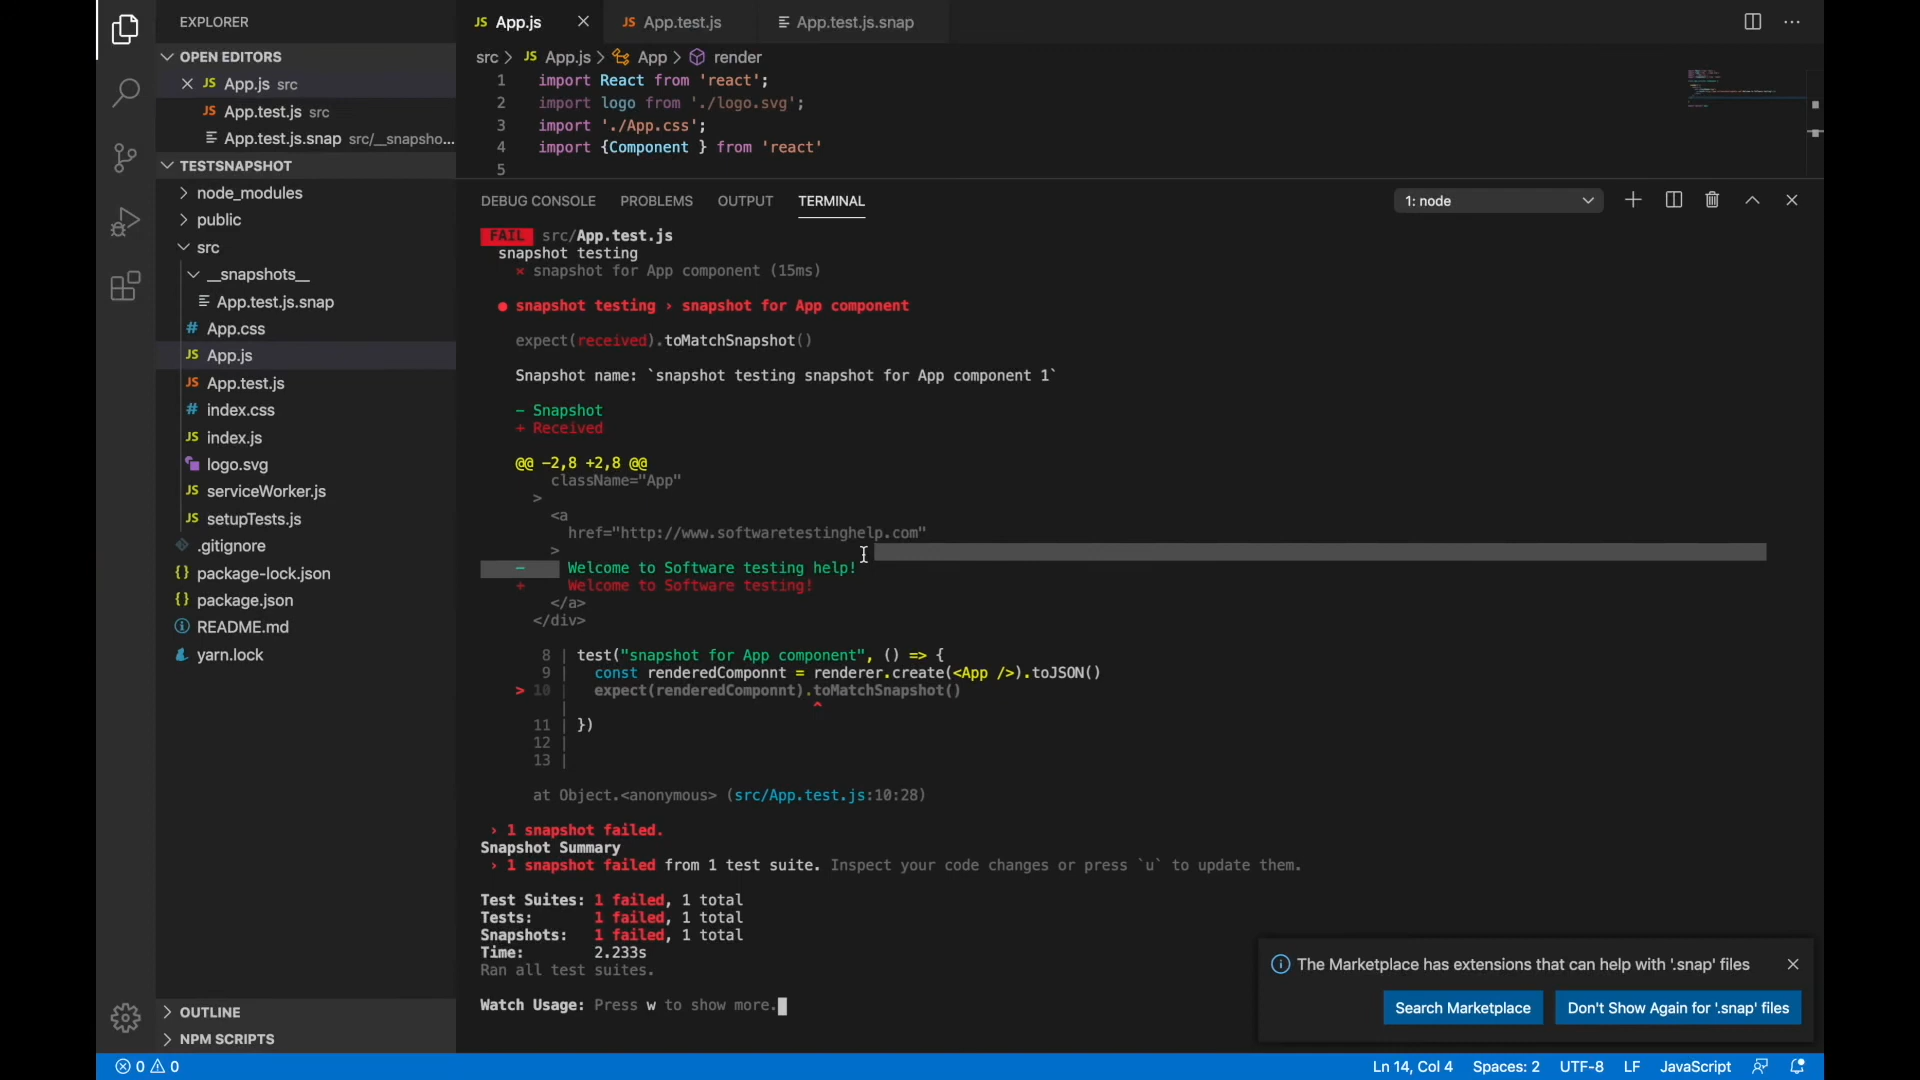 EXPLORER
OPEN EDITORS
JS App.js src
JS App.test.js src
App.test.js.snap src/__snapsho...
TESTSNAPSHOT
node_modules
public
src
__snapshots__
App.test.js.snap
# App.css
JS App.js
JS App.test.js
# index.css
JS index.js
logo.svg
JS serviceWorker.js
JS setupTests.js
.gitignore
{} package-lock.json
{} package.json
README.md
yarn.lock
OUTLINE
NPM SCRIPTS
JS App.js
JS App.test.js
App.test.js.snap
src > JS App.js > App > render
1 import React from 'react';
2 import logo from './logo.svg';
3 import './App.css';
4 import {Component } from 'react'
5
DEBUG CONSOLE PROBLEMS OUTPUT TERMINAL
1: node
FAIL src/App.test.js
snapshot testing
× snapshot for App component (15ms)
● snapshot testing › snapshot for App component
expect(received).toMatchSnapshot()
Snapshot name: `snapshot testing snapshot for App component 1`
- Snapshot
+ Received
@@ -2,8 +2,8 @@
className="App"
>
<a
href="http://www.softwaretestinghelp.com"
>
- Welcome to Software testing help!
+ Welcome to Software testing!
</a>
</div>
8 | test("snapshot for App component", () => {
9 | const renderedComponnt = renderer.create(<App />).toJSON()
> 10 | expect(renderedComponnt).toMatchSnapshot()
| ^
11 | })
12 |
13 |
at Object.<anonymous> (src/App.test.js:10:28)
› 1 snapshot failed.
Snapshot Summary
› 1 snapshot failed from 1 test suite. Inspect your code changes or press `u` to update them.
Test Suites: 1 failed, 1 total
Tests: 1 failed, 1 total
Snapshots: 1 failed, 1 total
Time: 2.233s
Ran all test suites.
Watch Usage: Press w to show more.
The Marketplace has extensions that can help with '.snap' files
Search Marketplace
Don't Show Again for '.snap' files
0 0
Ln 14, Col 4 Spaces: 2 UTF-8 LF JavaScript